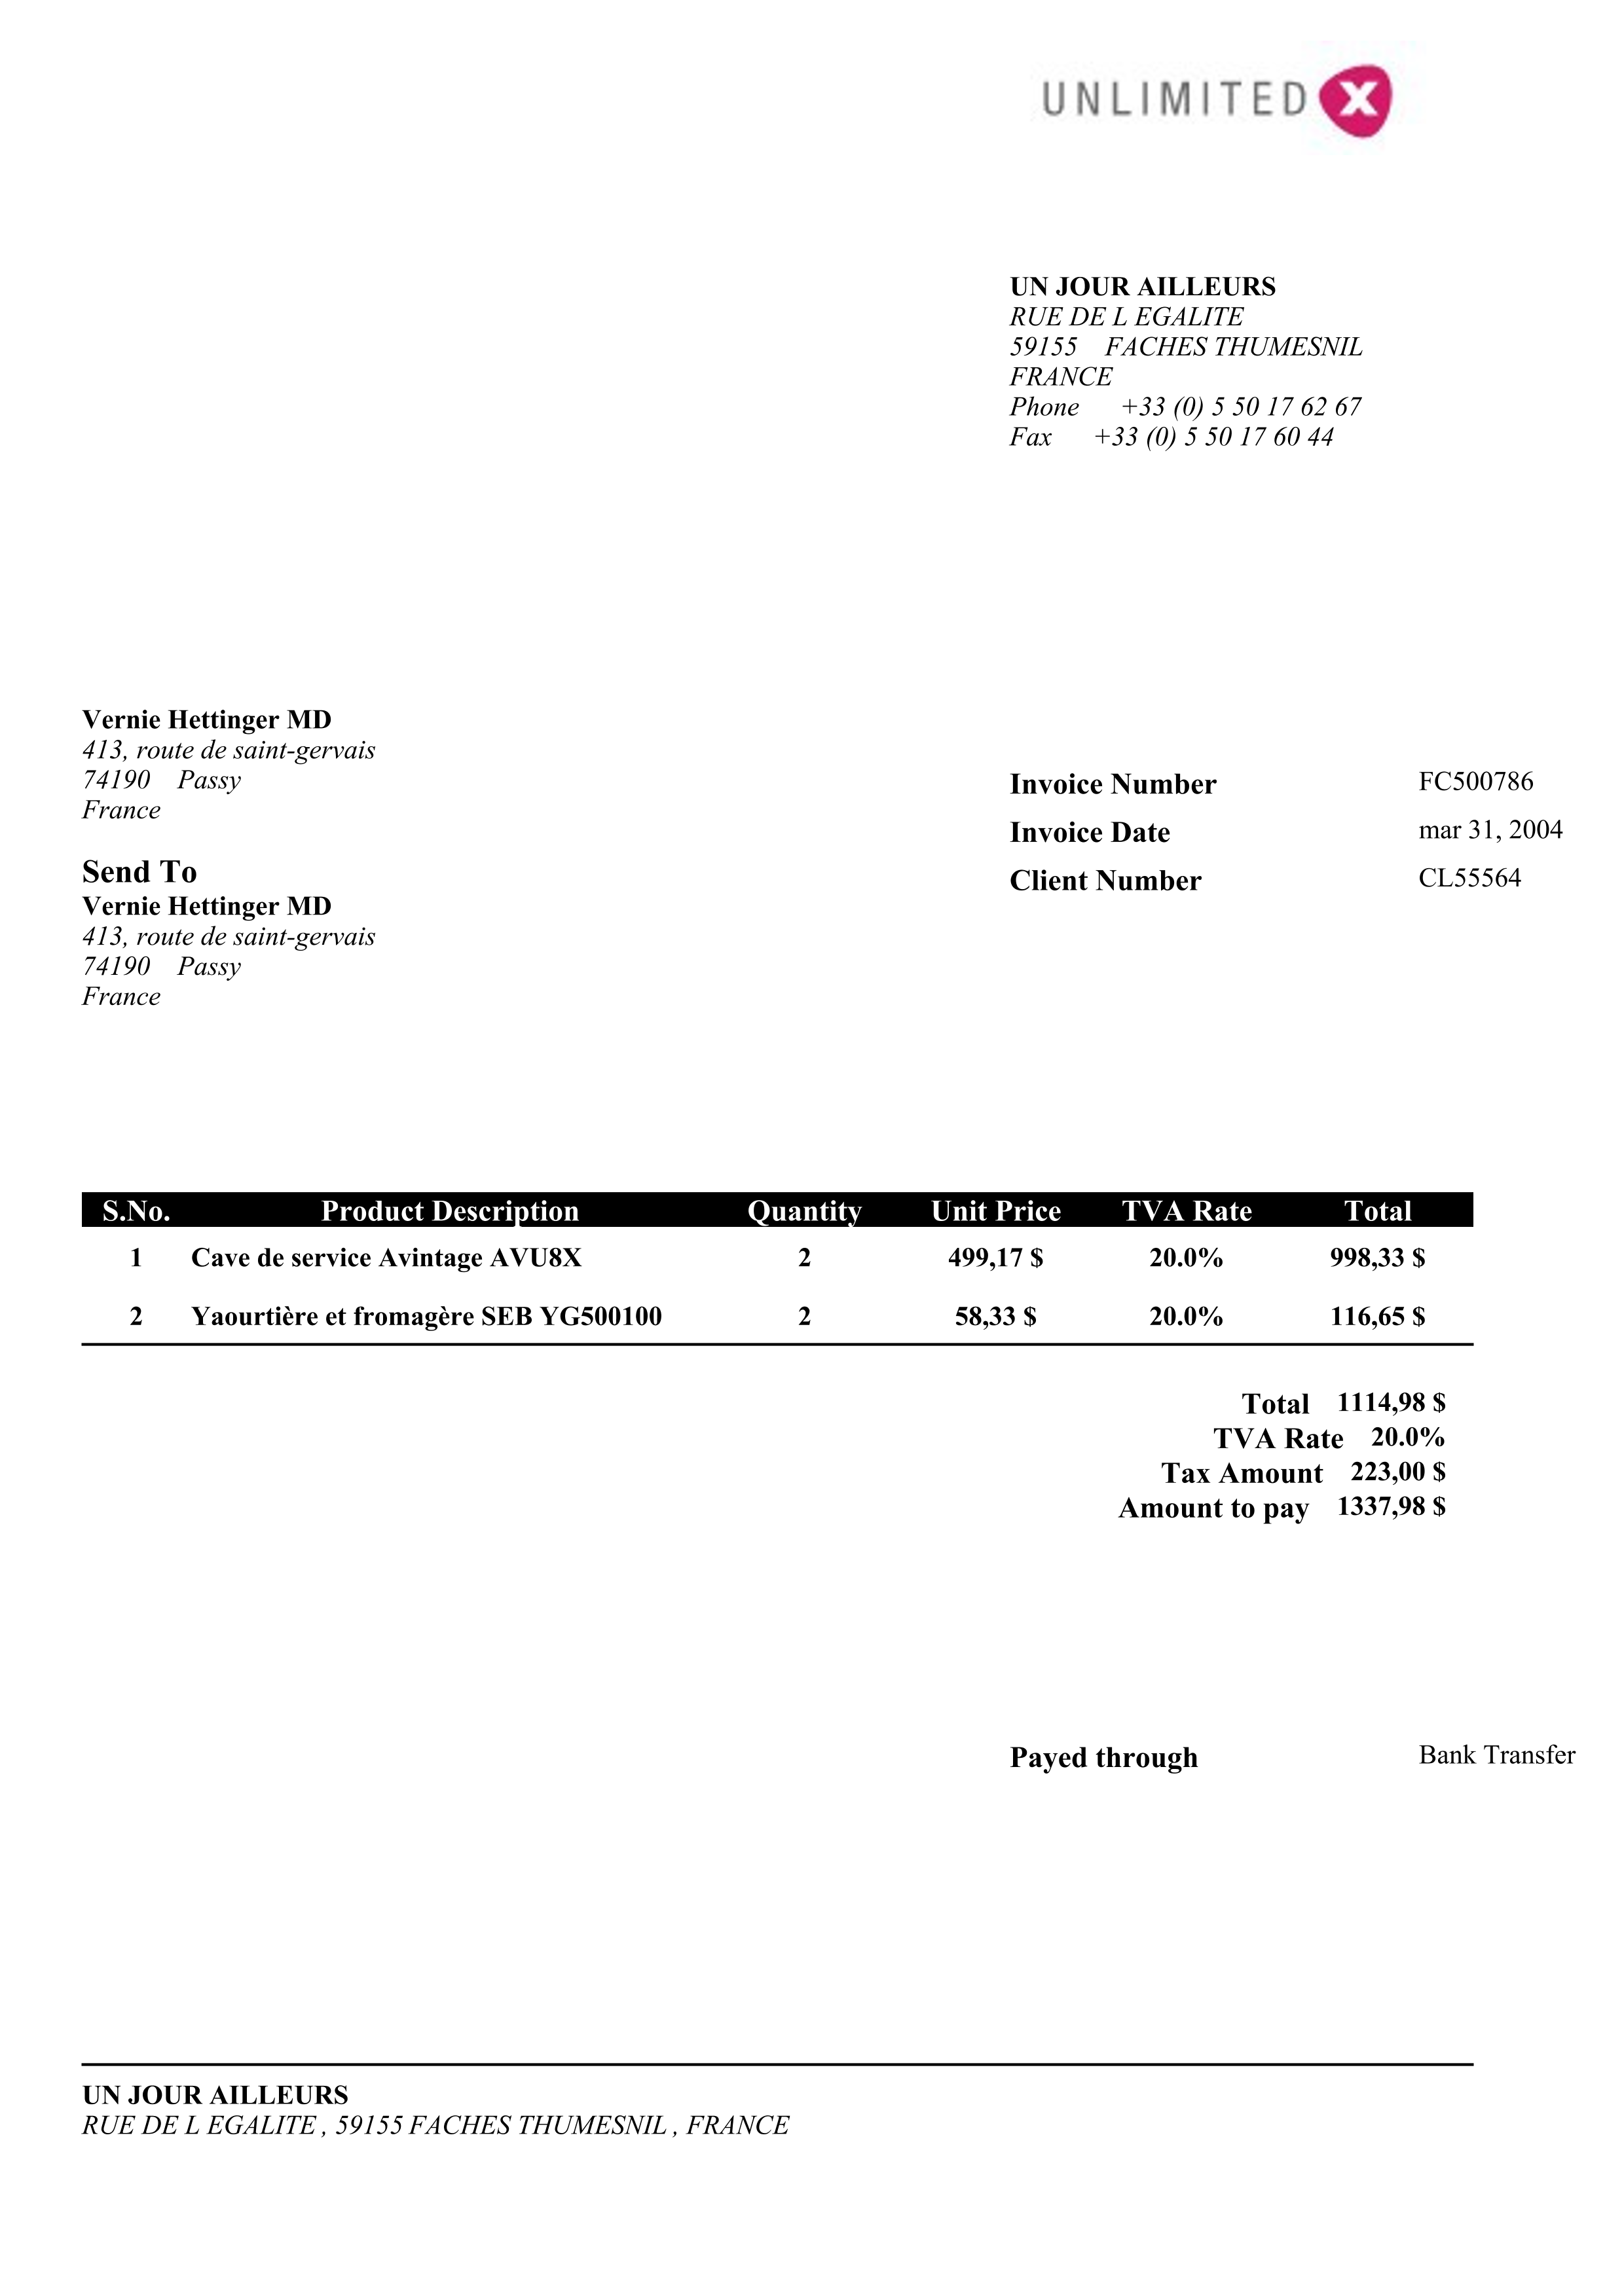 UNLIMITED X
UN JOUR AILLEURS
RUE DE L EGALITE
59155 FACHES THUMESNIL
FRANCE
Phone +33 (0) 5 50 17 62 67
Fax +33 (0) 5 50 17 60 44
Vernie Hettinger MD
413, route de saint-gervais
74190 Passy
France
Invoice Number FC500786
Invoice Date mar 31, 2004
Client Number CL55564
Send To
Vernie Hettinger MD
413, route de saint-gervais
74190 Passy
France
S.No. Product Description Quantity Unit Price TVA Rate Total
1 Cave de service Avintage AVU8X 2 499,17 $ 20.0% 998,33 $
2 Yaourtière et fromagère SEB YG500100 2 58,33 $ 20.0% 116,65 $
Total 1114,98 $
TVA Rate 20.0%
Tax Amount 223,00 $
Amount to pay 1337,98 $
Payed through Bank Transfer
UN JOUR AILLEURS
RUE DE L EGALITE , 59155 FACHES THUMESNIL , FRANCE